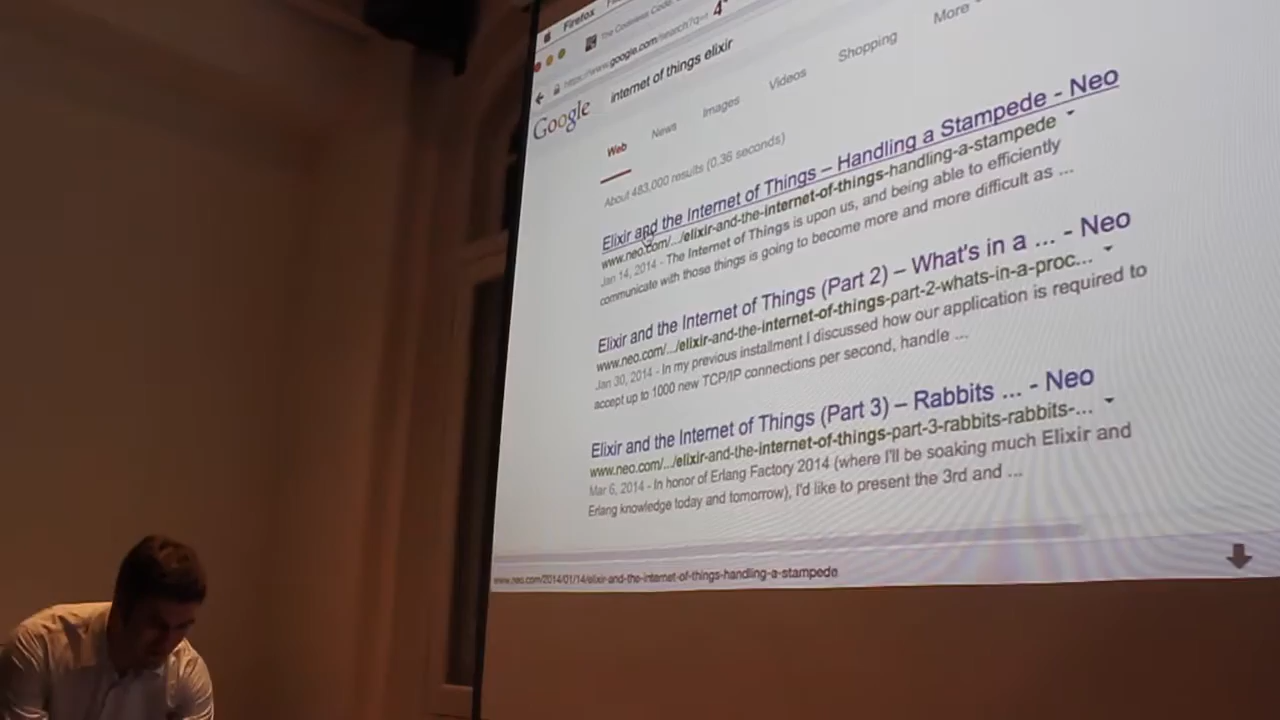 Firefox
The Codeless Code
https://www.google.com/search?q=
4
Google
internet of things elixir
Web
News
Images
Videos
Shopping
More
About 483,000 results (0.36 seconds)
Elixir and the Internet of Things – Handling a Stampede - Neo
www.neo.com/.../elixir-and-the-internet-of-things-handling-a-stampede
Jan 14, 2014 - The Internet of Things is upon us, and being able to efficiently
communicate with those things is going to become more and more difficult as ...
Elixir and the Internet of Things (Part 2) – What's in a ... - Neo
www.neo.com/.../elixir-and-the-internet-of-things-part-2-whats-in-a-proc...
Jan 30, 2014 - In my previous installment I discussed how our application is required to
accept up to 1000 new TCP/IP connections per second, handle ...
Elixir and the Internet of Things (Part 3) – Rabbits ... - Neo
www.neo.com/.../elixir-and-the-internet-of-things-part-3-rabbits-rabbits-...
Mar 6, 2014 - In honor of Erlang Factory 2014 (where I'll be soaking much Elixir and
Erlang knowledge today and tomorrow), I'd like to present the 3rd and ...
www.neo.com/2014/01/14/elixir-and-the-internet-of-things-handling-a-stampede